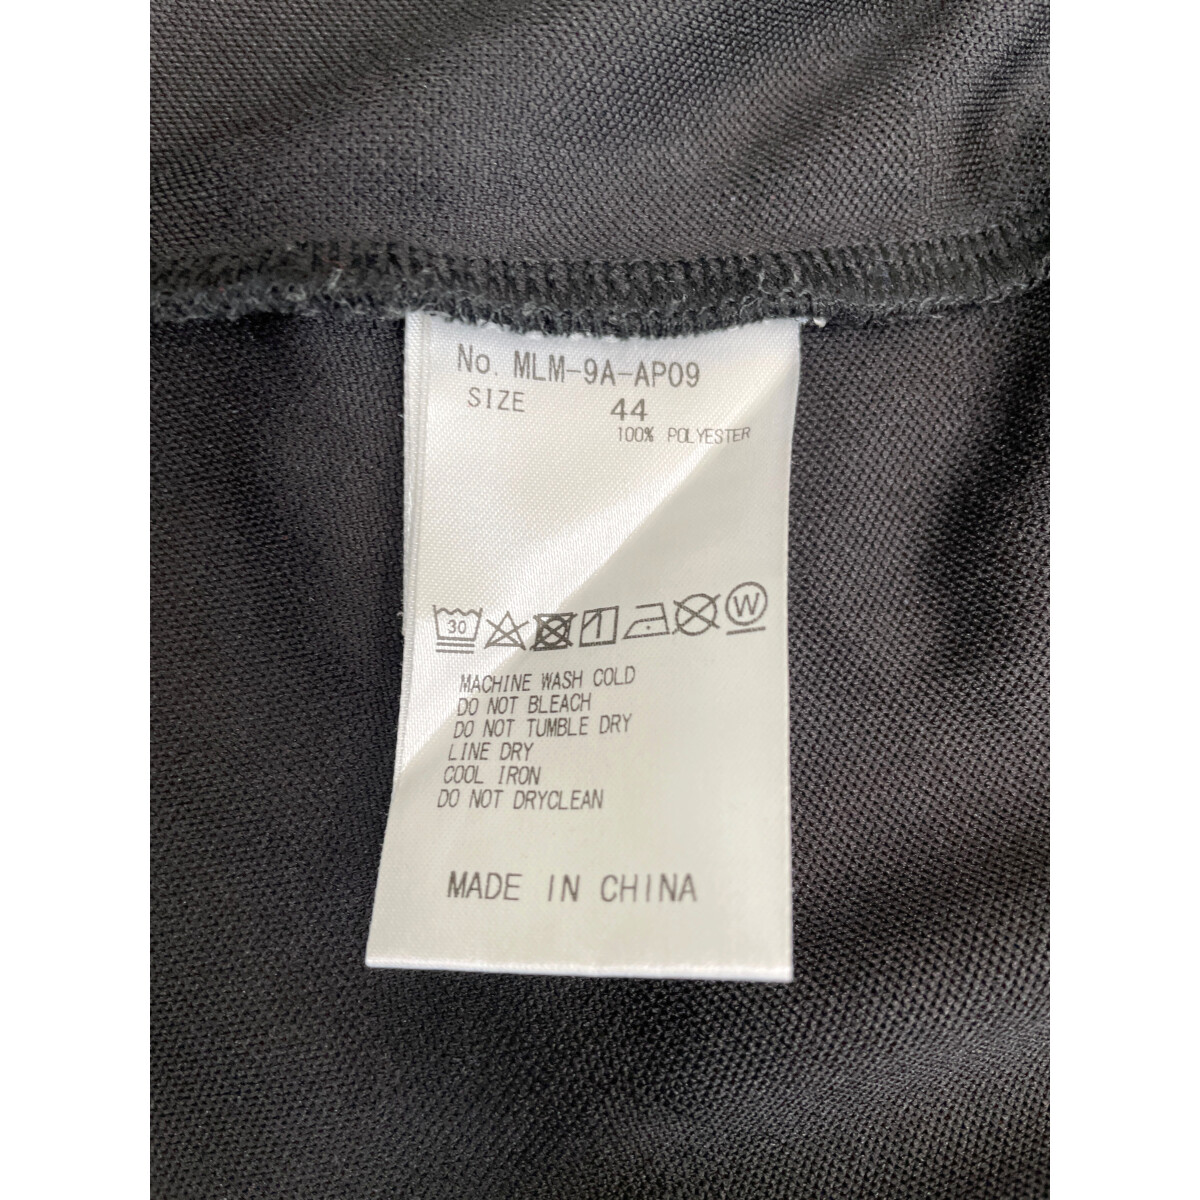 No. MLM-9A-AP09
SIZE 44
100% POLYESTER
30 1 W
MACHINE WASH COLD
DO NOT BLEACH
DO NOT TUMBLE DRY
LINE DRY
COOL IRON
DO NOT DRYCLEAN
MADE IN CHINA